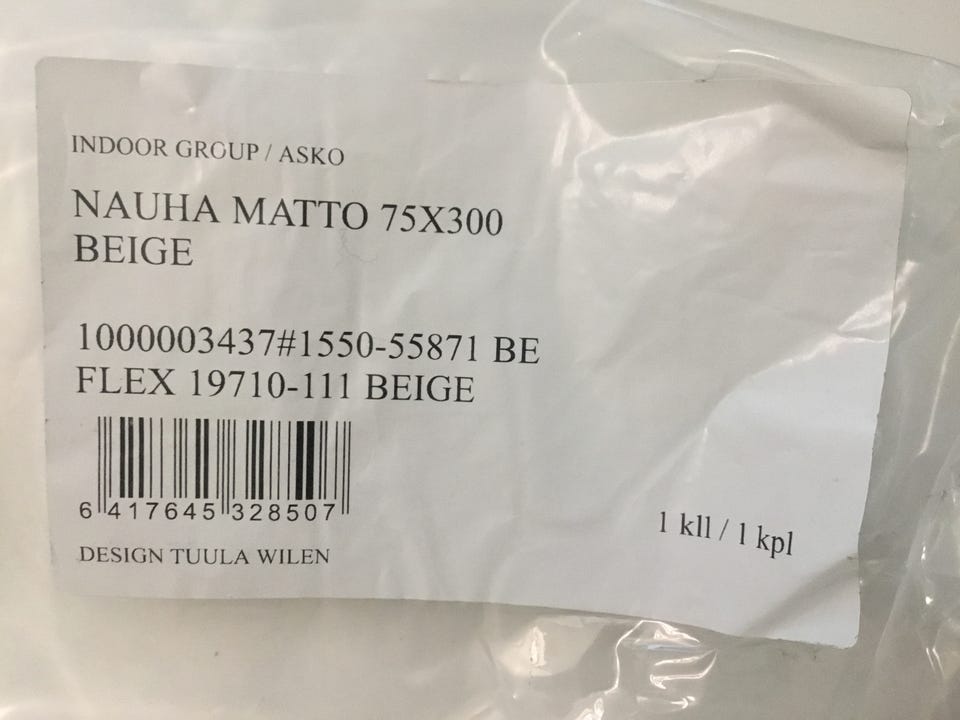 INDOOR GROUP / ASKO
NAUHA MATTO 75X300
BEIGE
1000003437#1550-55871 BE
FLEX 19710-111 BEIGE
6 417645 328507
DESIGN TUULA WILEN
1 kll / 1 kpl